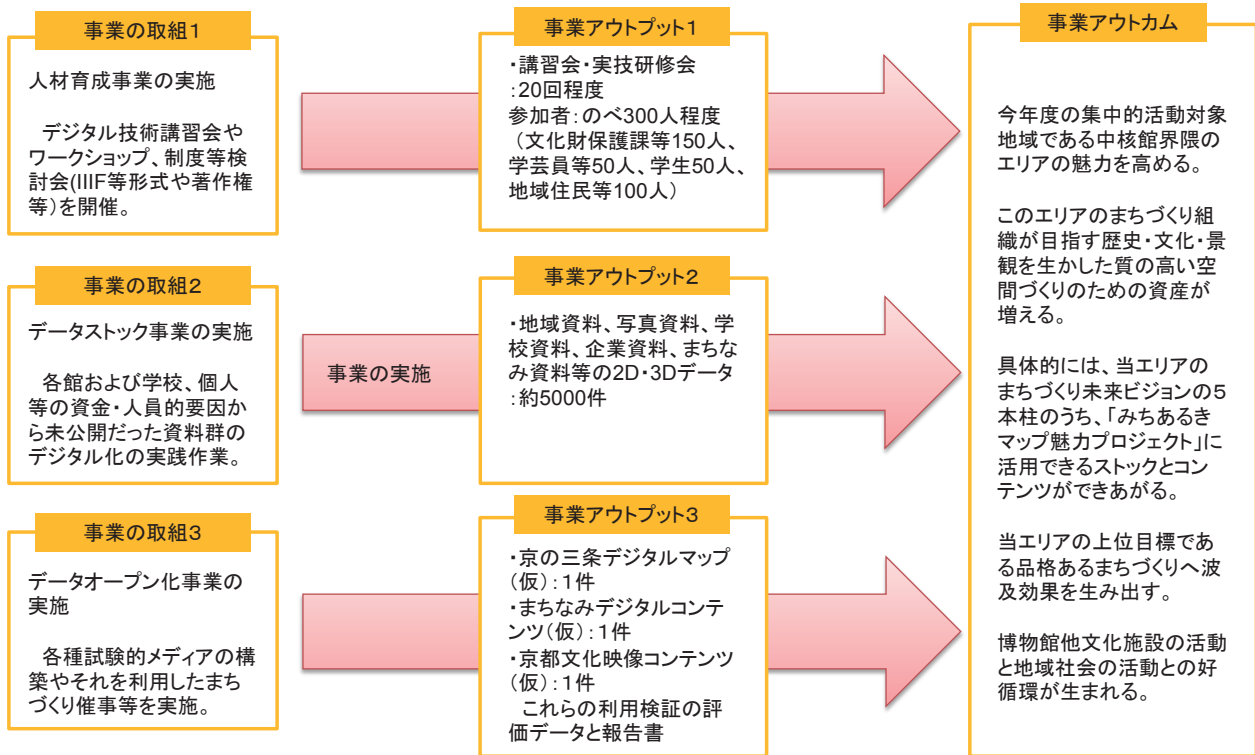 事業の取組1
人材育成事業の実施
デジタル技術講習会や
ワークショップ、制度等検
討会(IIIF等形式や著作権
等)を開催。
事業アウトプット1
・講習会・実技研修会
:20回程度
参加者:のべ300人程度
(文化財保護課等150人、
学芸員等50人、学生50人、
地域住民等100人)
事業の取組2
データストック事業の実施
各館および学校、個人
等の資金・人員的要因か
ら未公開だった資料群の
デジタル化の実践作業。
事業の実施
事業アウトプット2
・地域資料、写真資料、学
校資料、企業資料、まちな
み資料等の2D・3Dデータ
:約5000件
事業の取組3
データオープン化事業の
実施
各種試験的メディアの構
築やそれを利用したまち
づくり催事等を実施。
事業アウトプット3
・京の三条デジタルマップ
(仮):1件
・まちなみデジタルコンテ
ンツ(仮):1件
・京都文化映像コンテンツ
(仮):1件
これらの利用検証の評
価データと報告書
事業アウトカム
今年度の集中的活動対象
地域である中核館界隈の
エリアの魅力を高める。
このエリアのまちづくり組
織が目指す歴史・文化・景
観を生かした質の高い空
間づくりのための資産が
増える。
具体的には、当エリアの
まちづくり未来ビジョンの5
本柱のうち、「みちあるき
マップ魅力プロジェクト」に
活用できるストックとコン
テンツができあがる。
当エリアの上位目標であ
る品格あるまちづくりへ波
及効果を生み出す。
博物館他文化施設の活動
と地域社会の活動との好
循環が生まれる。